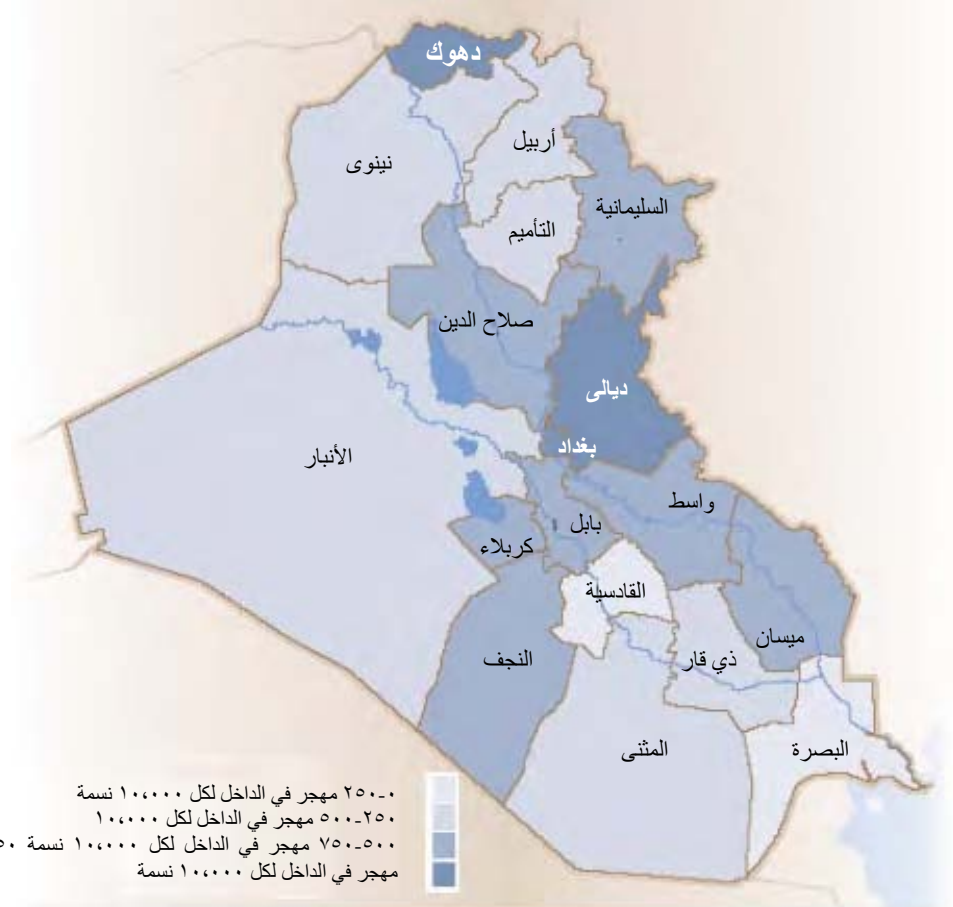 دهوك
أربيل
نينوى
السليمانية
التأميم
صلاح الدين
ديالى
بغداد
الأنبار
واسط
بابل
كربلاء
القادسية
ميسان
ذي قار
النجف
المثنى
البصرة
٠-٢٥٠ مهجر في الداخل لكل ١٠،٠٠٠ نسمة
٢٥٠-٥٠٠ مهجر في الداخل لكل ١٠،٠٠٠
٥٠٠-٧٥٠ مهجر في الداخل لكل ١٠،٠٠٠ نسمة
مهجر في الداخل لكل ١٠،٠٠٠ نسمة